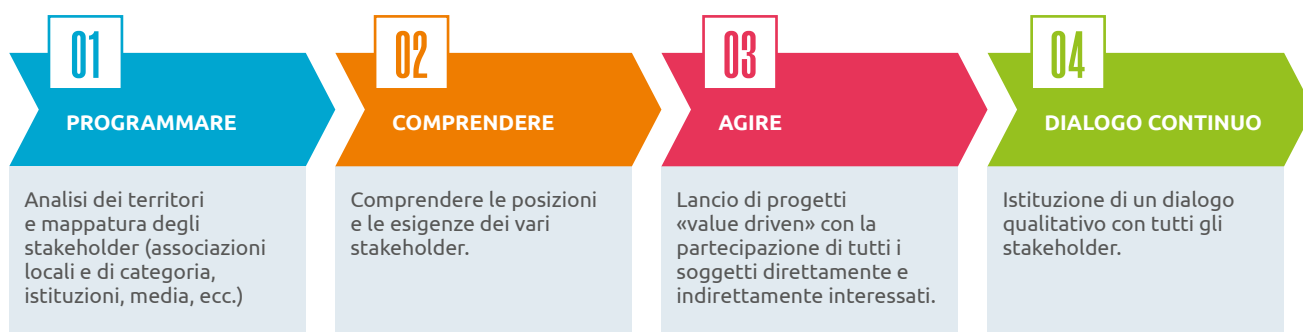 01
PROGRAMMARE
Analisi dei territori
e mappatura degli
stakeholder (associazioni
locali e di categoria,
istituzioni, media, ecc.)
02
COMPRENDERE
Comprendere le posizioni
e le esigenze dei vari
stakeholder.
03
AGIRE
Lancio di progetti
«value driven» con la
partecipazione di tutti i
soggetti direttamente e
indirettamente interessati.
04
DIALOGO CONTINUO
Istituzione di un dialogo
qualitativo con tutti gli
stakeholder.